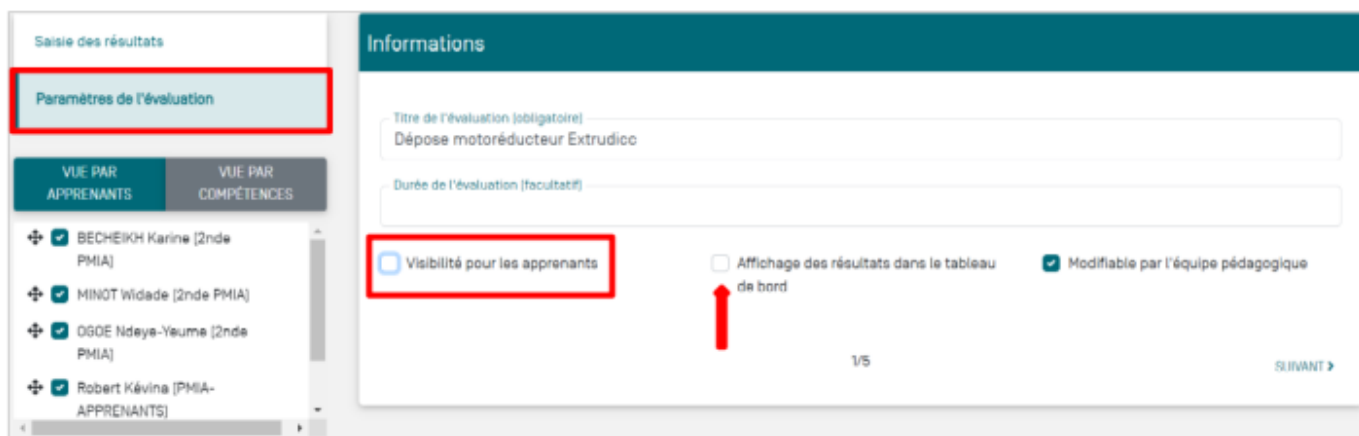 Saisie des résultats
Paramètres de l'évaluation
VUE PAR
APPRENANTS
VUE PAR
COMPÉTENCES
BECHEIKH Karine [2nde
PMIA]
MINOT Widade [2nde PMIA]
OGOE Ndeye-Yeume [2nde
PMIA]
Robert Kévina [PMIA-
APPRENANTS]
Informations
Titre de l'évaluation (obligatoire)
Dépose motoréducteur Extrudicc
Durée de l'évaluation (facultatif)
Visibilité pour les apprenants
Affichage des résultats dans le tableau
de bord
Modifiable par l'équipe pédagogique
1/5
SUIVANT >